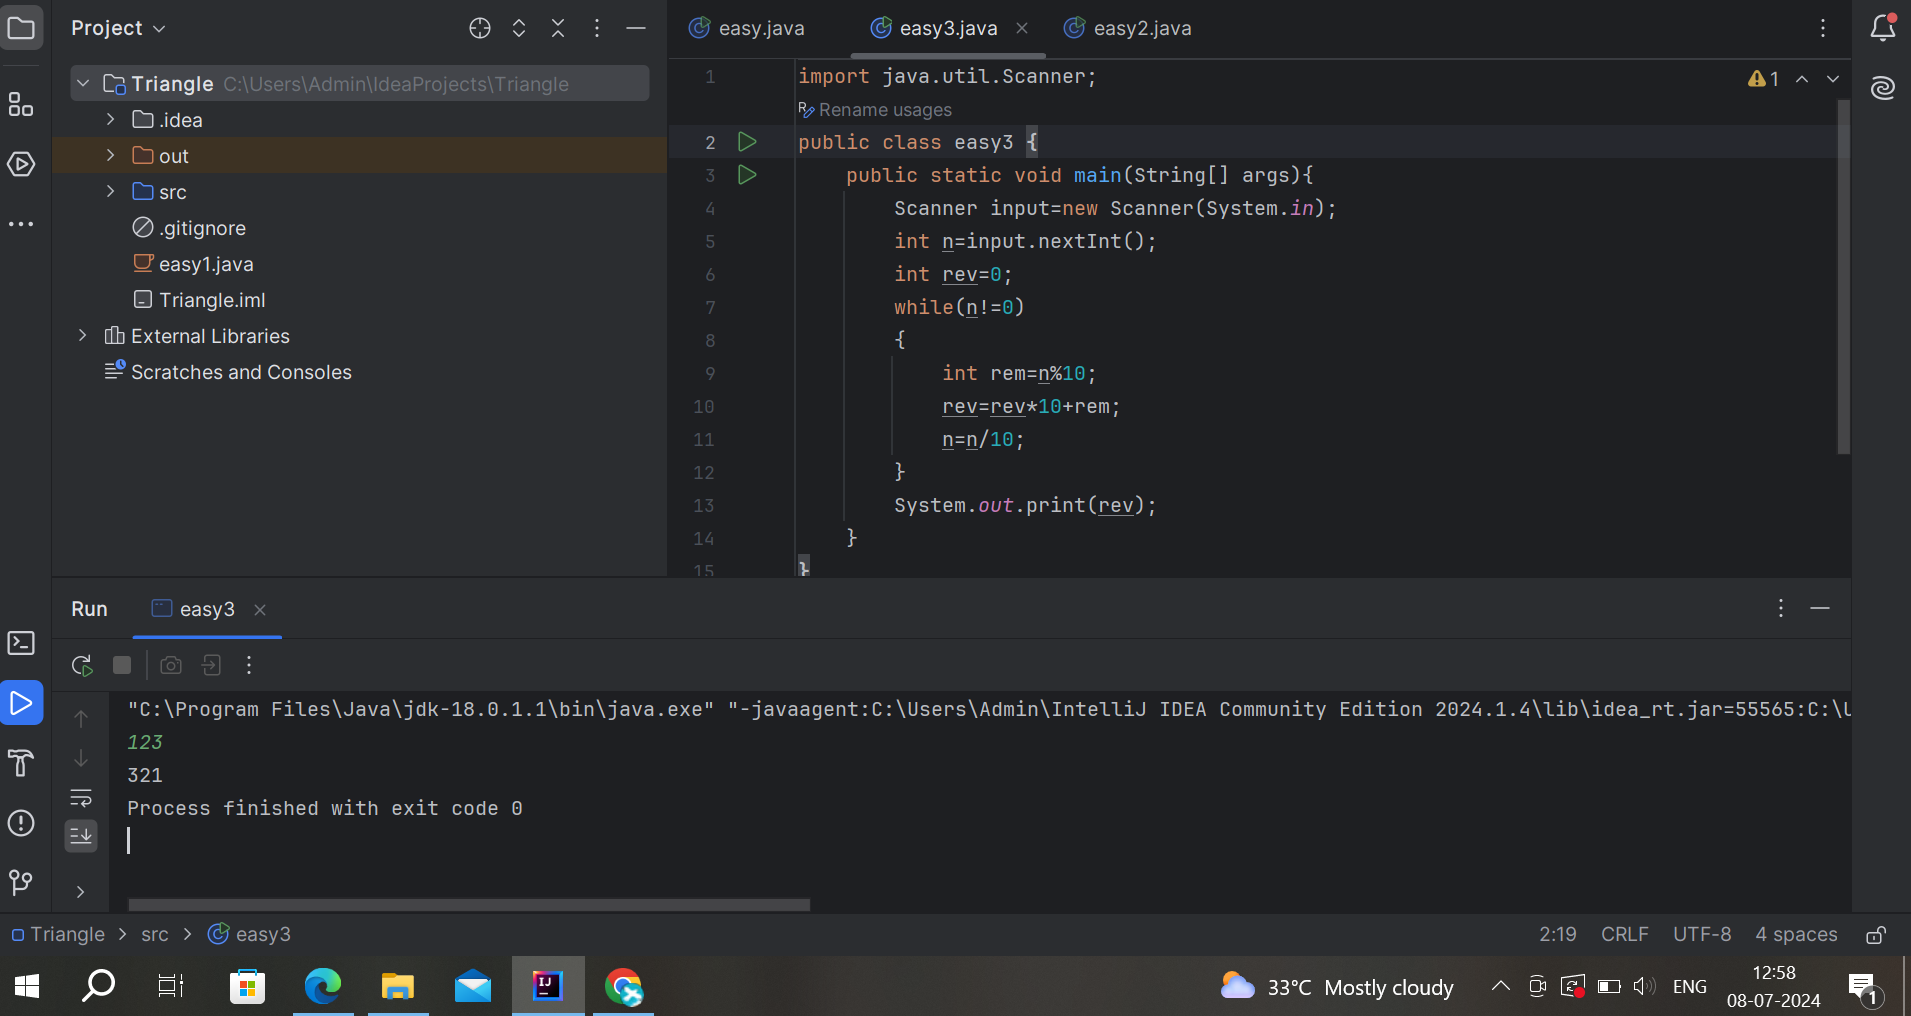 Project
easy.java
easy3.java
easy2.java
Triangle C:\Users\Admin\IdeaProjects\Triangle
.idea
out
src
.gitignore
easy1.java
Triangle.iml
External Libraries
Scratches and Consoles
1 import java.util.Scanner;
Rename usages
2 public class easy3 {
3 public static void main(String[] args){
4 Scanner input=new Scanner(System.in);
5 int n=input.nextInt();
6 int rev=0;
7 while(n!=0)
8 {
9 int rem=n%10;
10 rev=rev*10+rem;
11 n=n/10;
12 }
13 System.out.print(rev);
14 }
15 }
1
Run easy3
"C:\Program Files\Java\jdk-18.0.1.1\bin\java.exe" "-javaagent:C:\Users\Admin\IntelliJ IDEA Community Edition 2024.1.4\lib\idea_rt.jar=55565:C:\U
123
321
Process finished with exit code 0
Triangle > src > easy3
2:19 CRLF UTF-8 4 spaces
IJ
33°C Mostly cloudy
ENG
12:58
08-07-2024
1